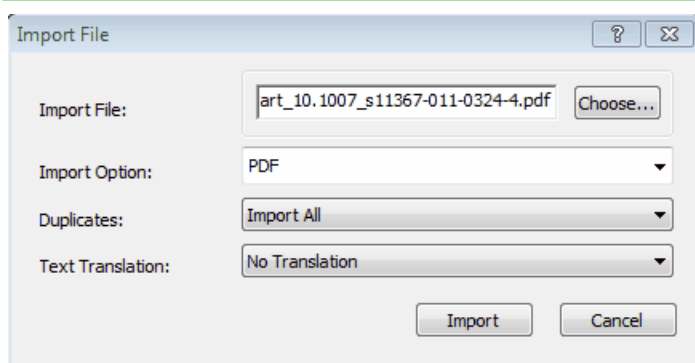 Import File
Import File: art_10.1007_s11367-011-0324-4.pdf Choose...
Import Option: PDF
Duplicates: Import All
Text Translation: No Translation
Import Cancel